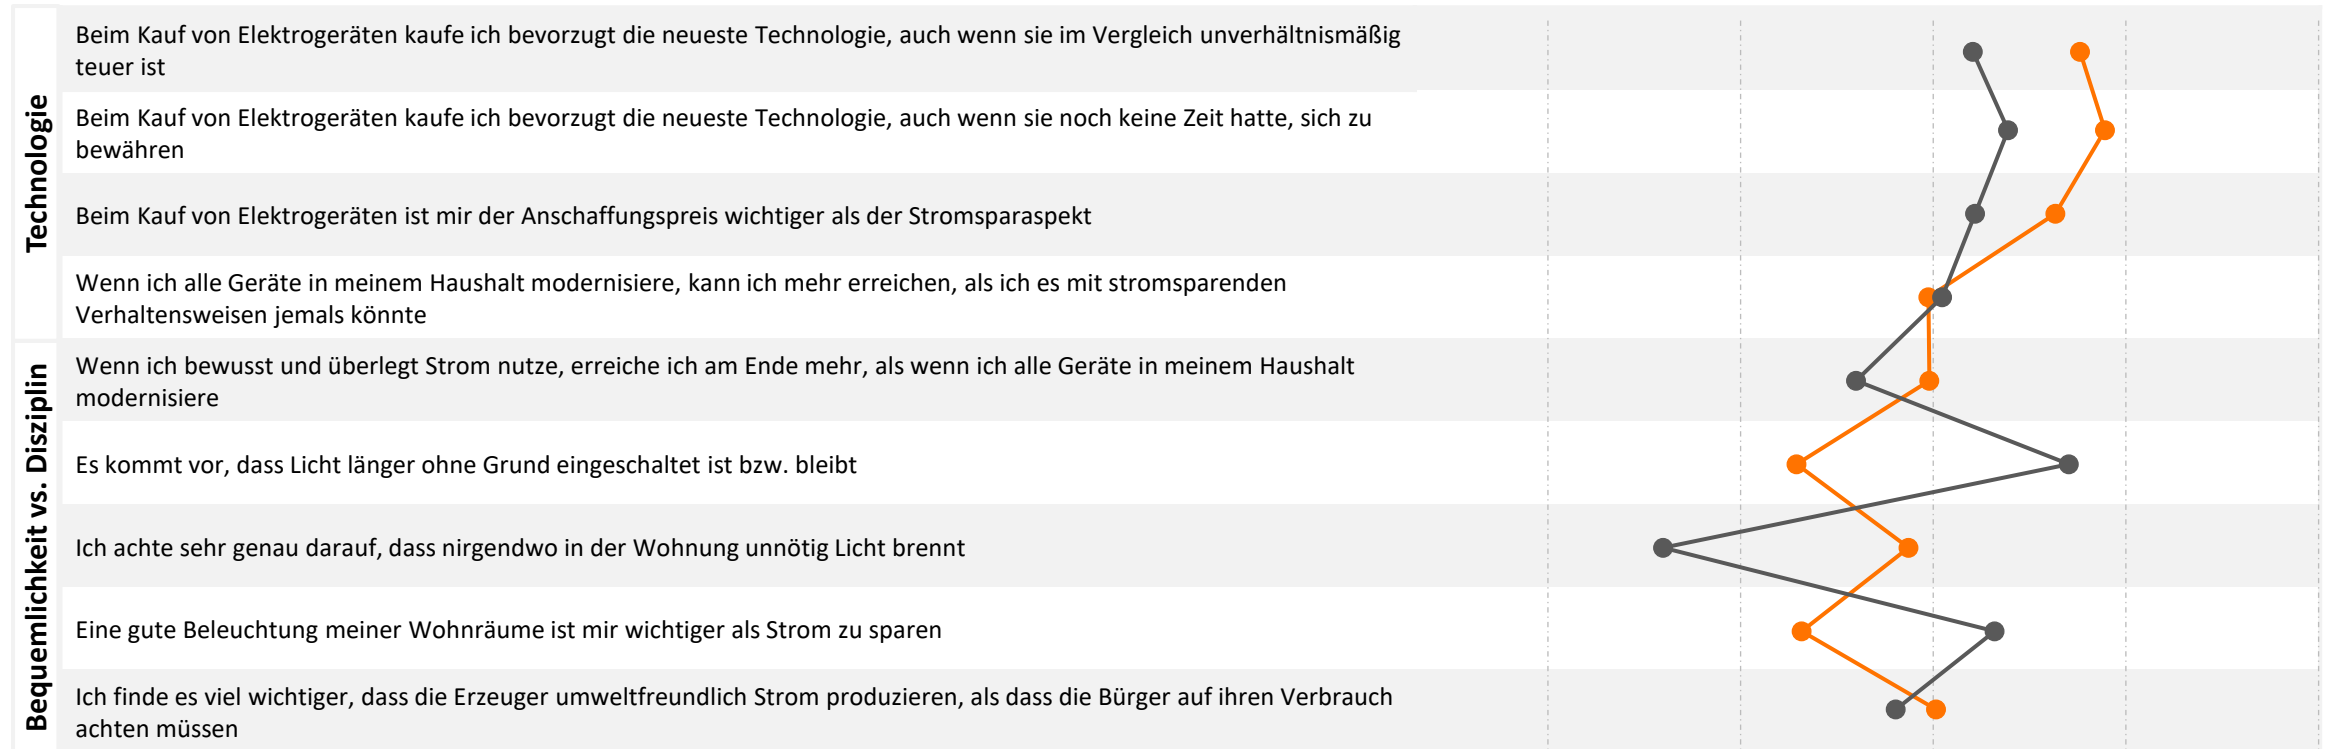 Technologie
Beim Kauf von Elektrogeräten kaufe ich bevorzugt die neueste Technologie, auch wenn sie im Vergleich unverhältnismäßig
teuer ist
Beim Kauf von Elektrogeräten kaufe ich bevorzugt die neueste Technologie, auch wenn sie noch keine Zeit hatte, sich zu
bewähren
Beim Kauf von Elektrogeräten ist mir der Anschaffungspreis wichtiger als der Stromsparaspekt
Wenn ich alle Geräte in meinem Haushalt modernisiere, kann ich mehr erreichen, als ich es mit stromsparenden
Verhaltensweisen jemals könnte
Bequemlichkeit vs. Disziplin
Wenn ich bewusst und überlegt Strom nutze, erreiche ich am Ende mehr, als wenn ich alle Geräte in meinem Haushalt
modernisiere
Es kommt vor, dass Licht länger ohne Grund eingeschaltet ist bzw. bleibt
Ich achte sehr genau darauf, dass nirgendwo in der Wohnung unnötig Licht brennt
Eine gute Beleuchtung meiner Wohnräume ist mir wichtiger als Strom zu sparen
Ich finde es viel wichtiger, dass die Erzeuger umweltfreundlich Strom produzieren, als dass die Bürger auf ihren Verbrauch
achten müssen